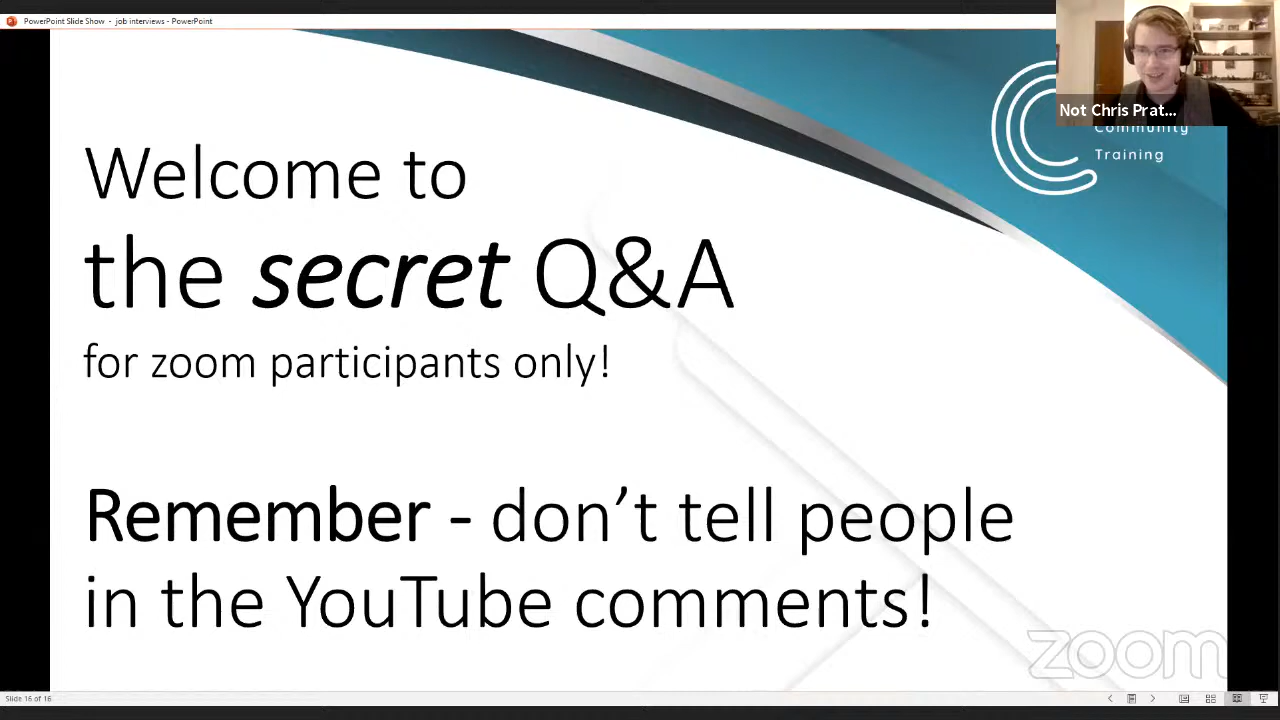 PowerPoint Slide Show - job interviews - PowerPoint
Not Chris Prat...
Community
Training
Welcome to
the secret Q&A
for zoom participants only!
Remember - don't tell people
in the YouTube comments!
zoom
Slide 16 of 16